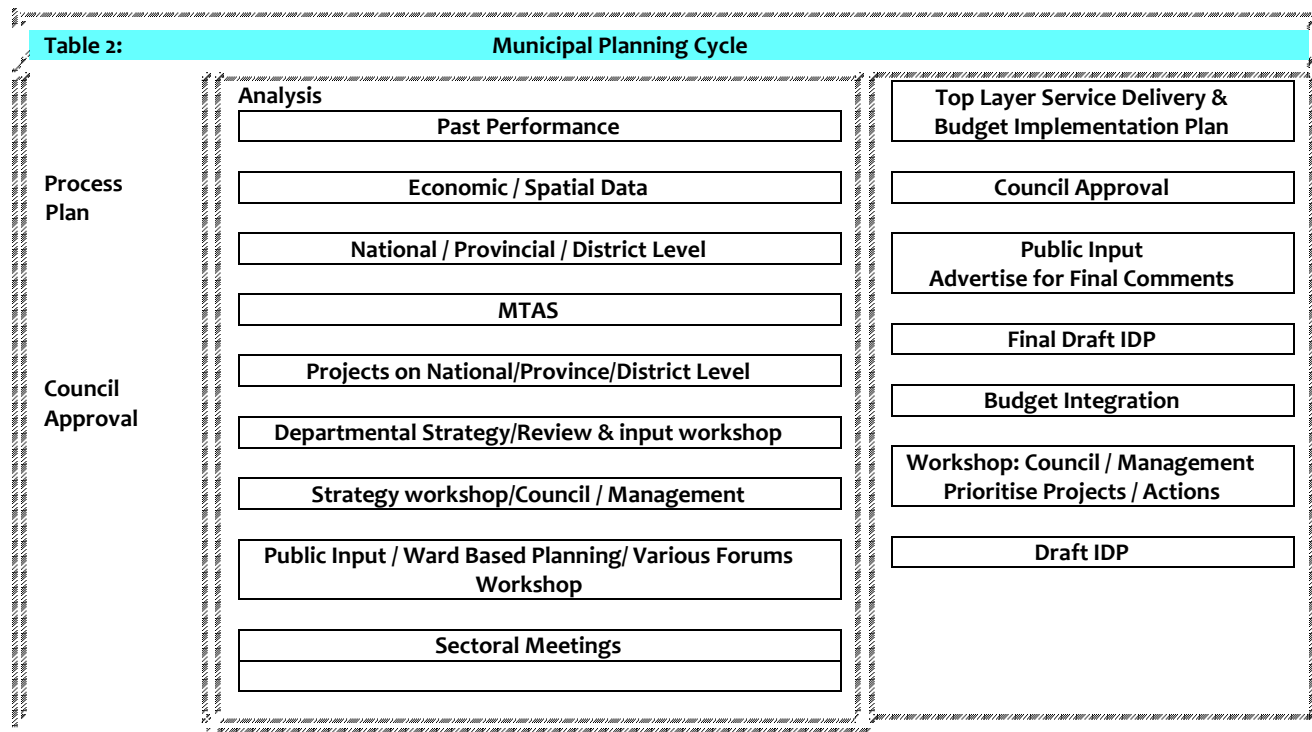 Table 2: Municipal Planning Cycle
Process
Plan
Council
Approval
Analysis
Past Performance
Economic / Spatial Data
National / Provincial / District Level
MTAS
Projects on National/Province/District Level
Departmental Strategy/Review & input workshop
Strategy workshop/Council / Management
Public Input / Ward Based Planning/ Various Forums
Workshop
Sectoral Meetings
Top Layer Service Delivery &
Budget Implementation Plan
Council Approval
Public Input
Advertise for Final Comments
Final Draft IDP
Budget Integration
Workshop: Council / Management
Prioritise Projects / Actions
Draft IDP